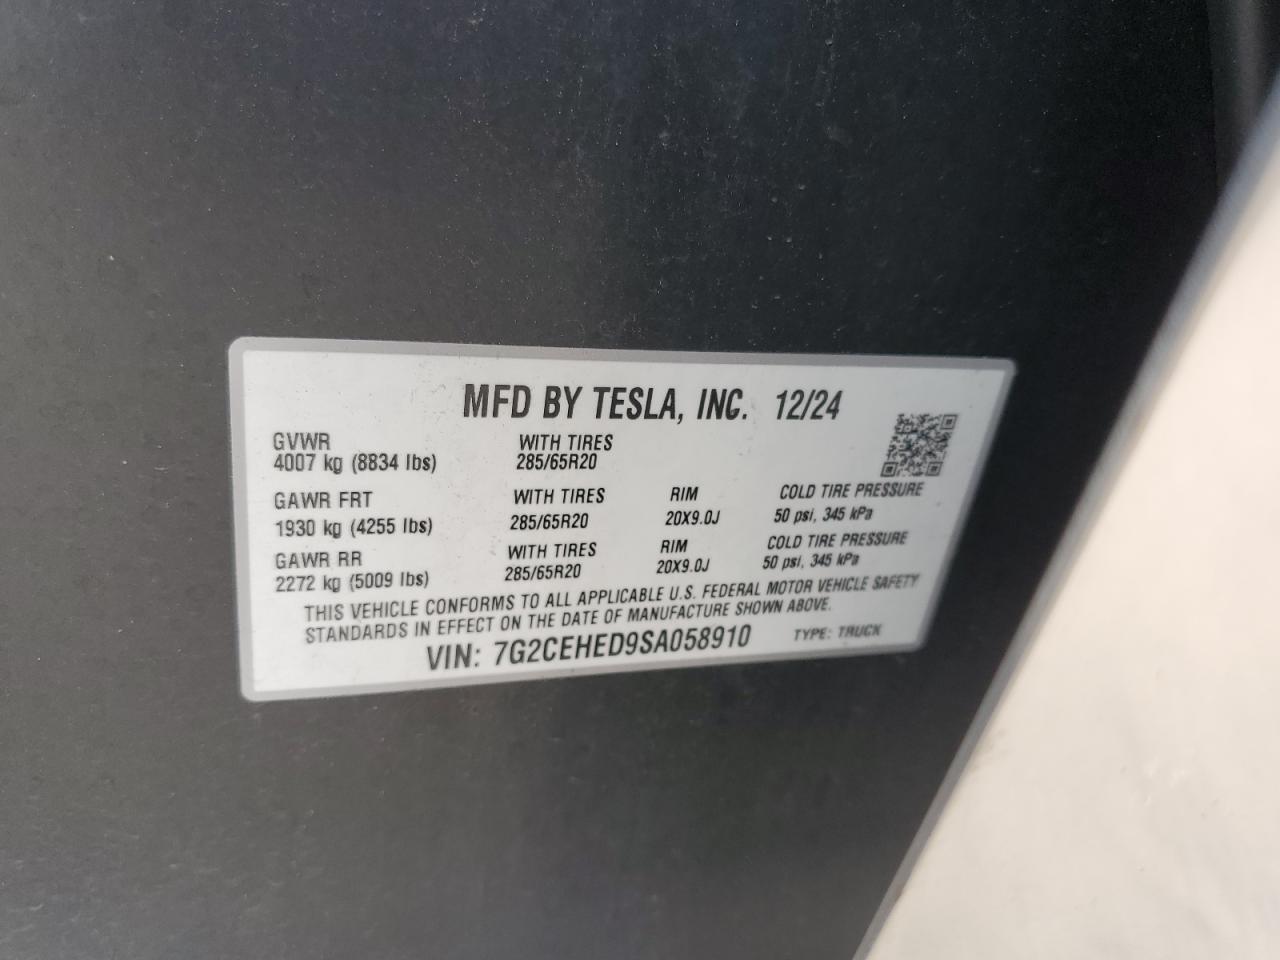 MFD BY TESLA, INC. 12/24
GVWR WITH TIRES
4007 kg (8834 lbs) 285/65R20
GAWR FRT WITH TIRES RIM COLD TIRE PRESSURE
1930 kg (4255 lbs) 285/65R20 20X9.0J 50 psi, 345 kPa
GAWR RR WITH TIRES RIM COLD TIRE PRESSURE
2272 kg (5009 lbs) 285/65R20 20X9.0J 50 psi, 345 kPa
THIS VEHICLE CONFORMS TO ALL APPLICABLE U.S. FEDERAL MOTOR VEHICLE SAFETY
STANDARDS IN EFFECT ON THE DATE OF MANUFACTURE SHOWN ABOVE.
VIN: 7G2CEHED9SA058910 TYPE: TRUCK